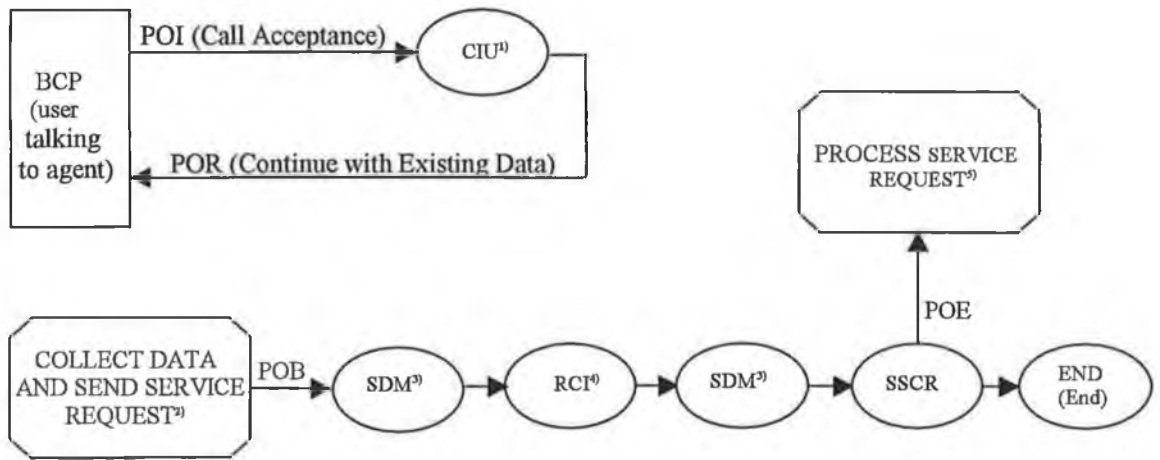 POI (Call Acceptance)
CIU¹⁾
BCP
(user
talking
to agent)
POR (Continue with Existing Data)
PROCESS SERVICE
REQUEST⁵⁾
POE
COLLECT DATA
AND SEND SERVICE
REQUEST²⁾
POB
SDM³⁾
RCI⁴⁾
SDM³⁾
SSCR
END
(End)